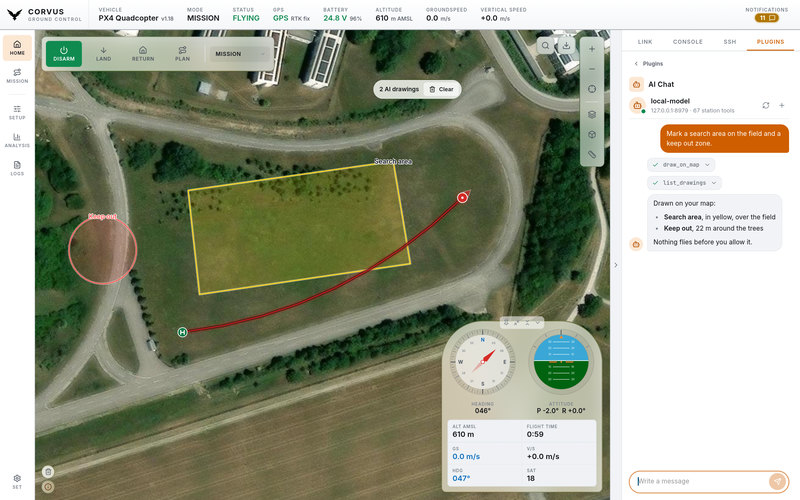 CORVUS
GROUND CONTROL
VEHICLE
PX4 Quadcopter v1.18
MODE
MISSION
STATUS
FLYING
GPS
GPS RTK fix
BATTERY
24.8 V 96%
ALTITUDE
610 m AMSL
GROUNDSPEED
0.0 m/s
VERTICAL SPEED
+0.0 m/s
NOTIFICATIONS
11
HOME
MISSION
SETUP
ANALYSIS
LOGS
SET
DISARM
LAND
RETURN
PLAN
MISSION
2 AI drawings
Clear
Search area
Keep out
H
N
E
S
W
HEADING
046°
ATTITUDE
P -2.0° R +0.0°
ALT AMSL
610 m
FLIGHT TIME
0:59
GS
0.0 m/s
V/S
+0.0 m/s
HDG
047°
SAT
18
LINK
CONSOLE
SSH
PLUGINS
Plugins
AI Chat
local-model
127.0.0.1:8979 · 67 station tools
Mark a search area on the field and a
keep out zone.
draw_on_map
list_drawings
Drawn on your map:
• Search area, in yellow, over the field
• Keep out, 22 m around the trees
Nothing flies before you allow it.
Write a message